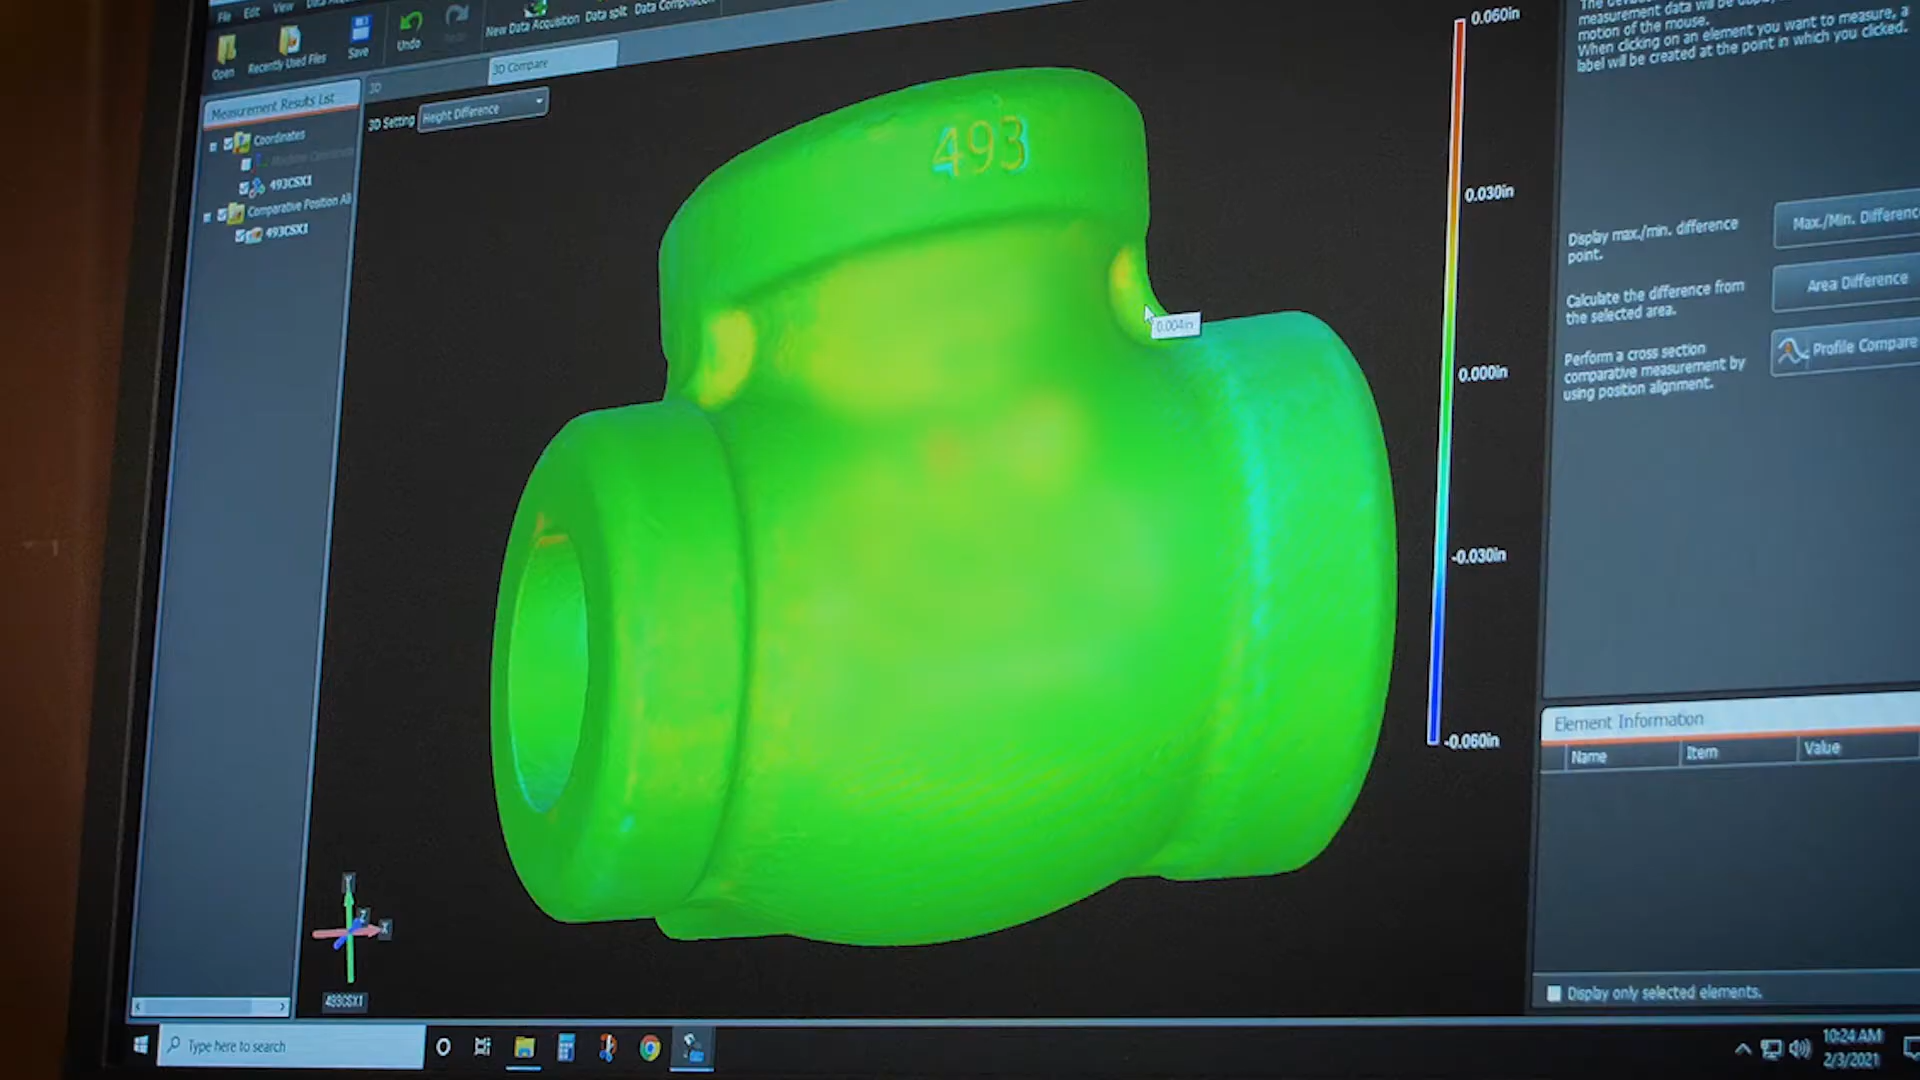 File Edit View
Open
Recently Used Files
Save
Undo
New Data Acquisition
Data split
3D
3D Compare
Measurement Results List
Coordinates
493CSX1
Comparative Position
493CSX1
3D Setting
Height Difference
493
0.004in
0.060in
0.030in
0.000in
-0.030in
-0.060in
measurement data will be
motion of the mouse.
When clicking on an element you want to measure, a
label will be created at the point in which you clicked.
Display max./min. difference
point.
Max./Min. Difference
Calculate the difference from
the selected area.
Area Difference
Perform a cross section
comparative measurement by
using position alignment.
Profile Compare
Element Information
Name Item Value
Display only selected elements.
Y
Z
X
493CSX1
Type here to search
10:24 AM
2/3/2021